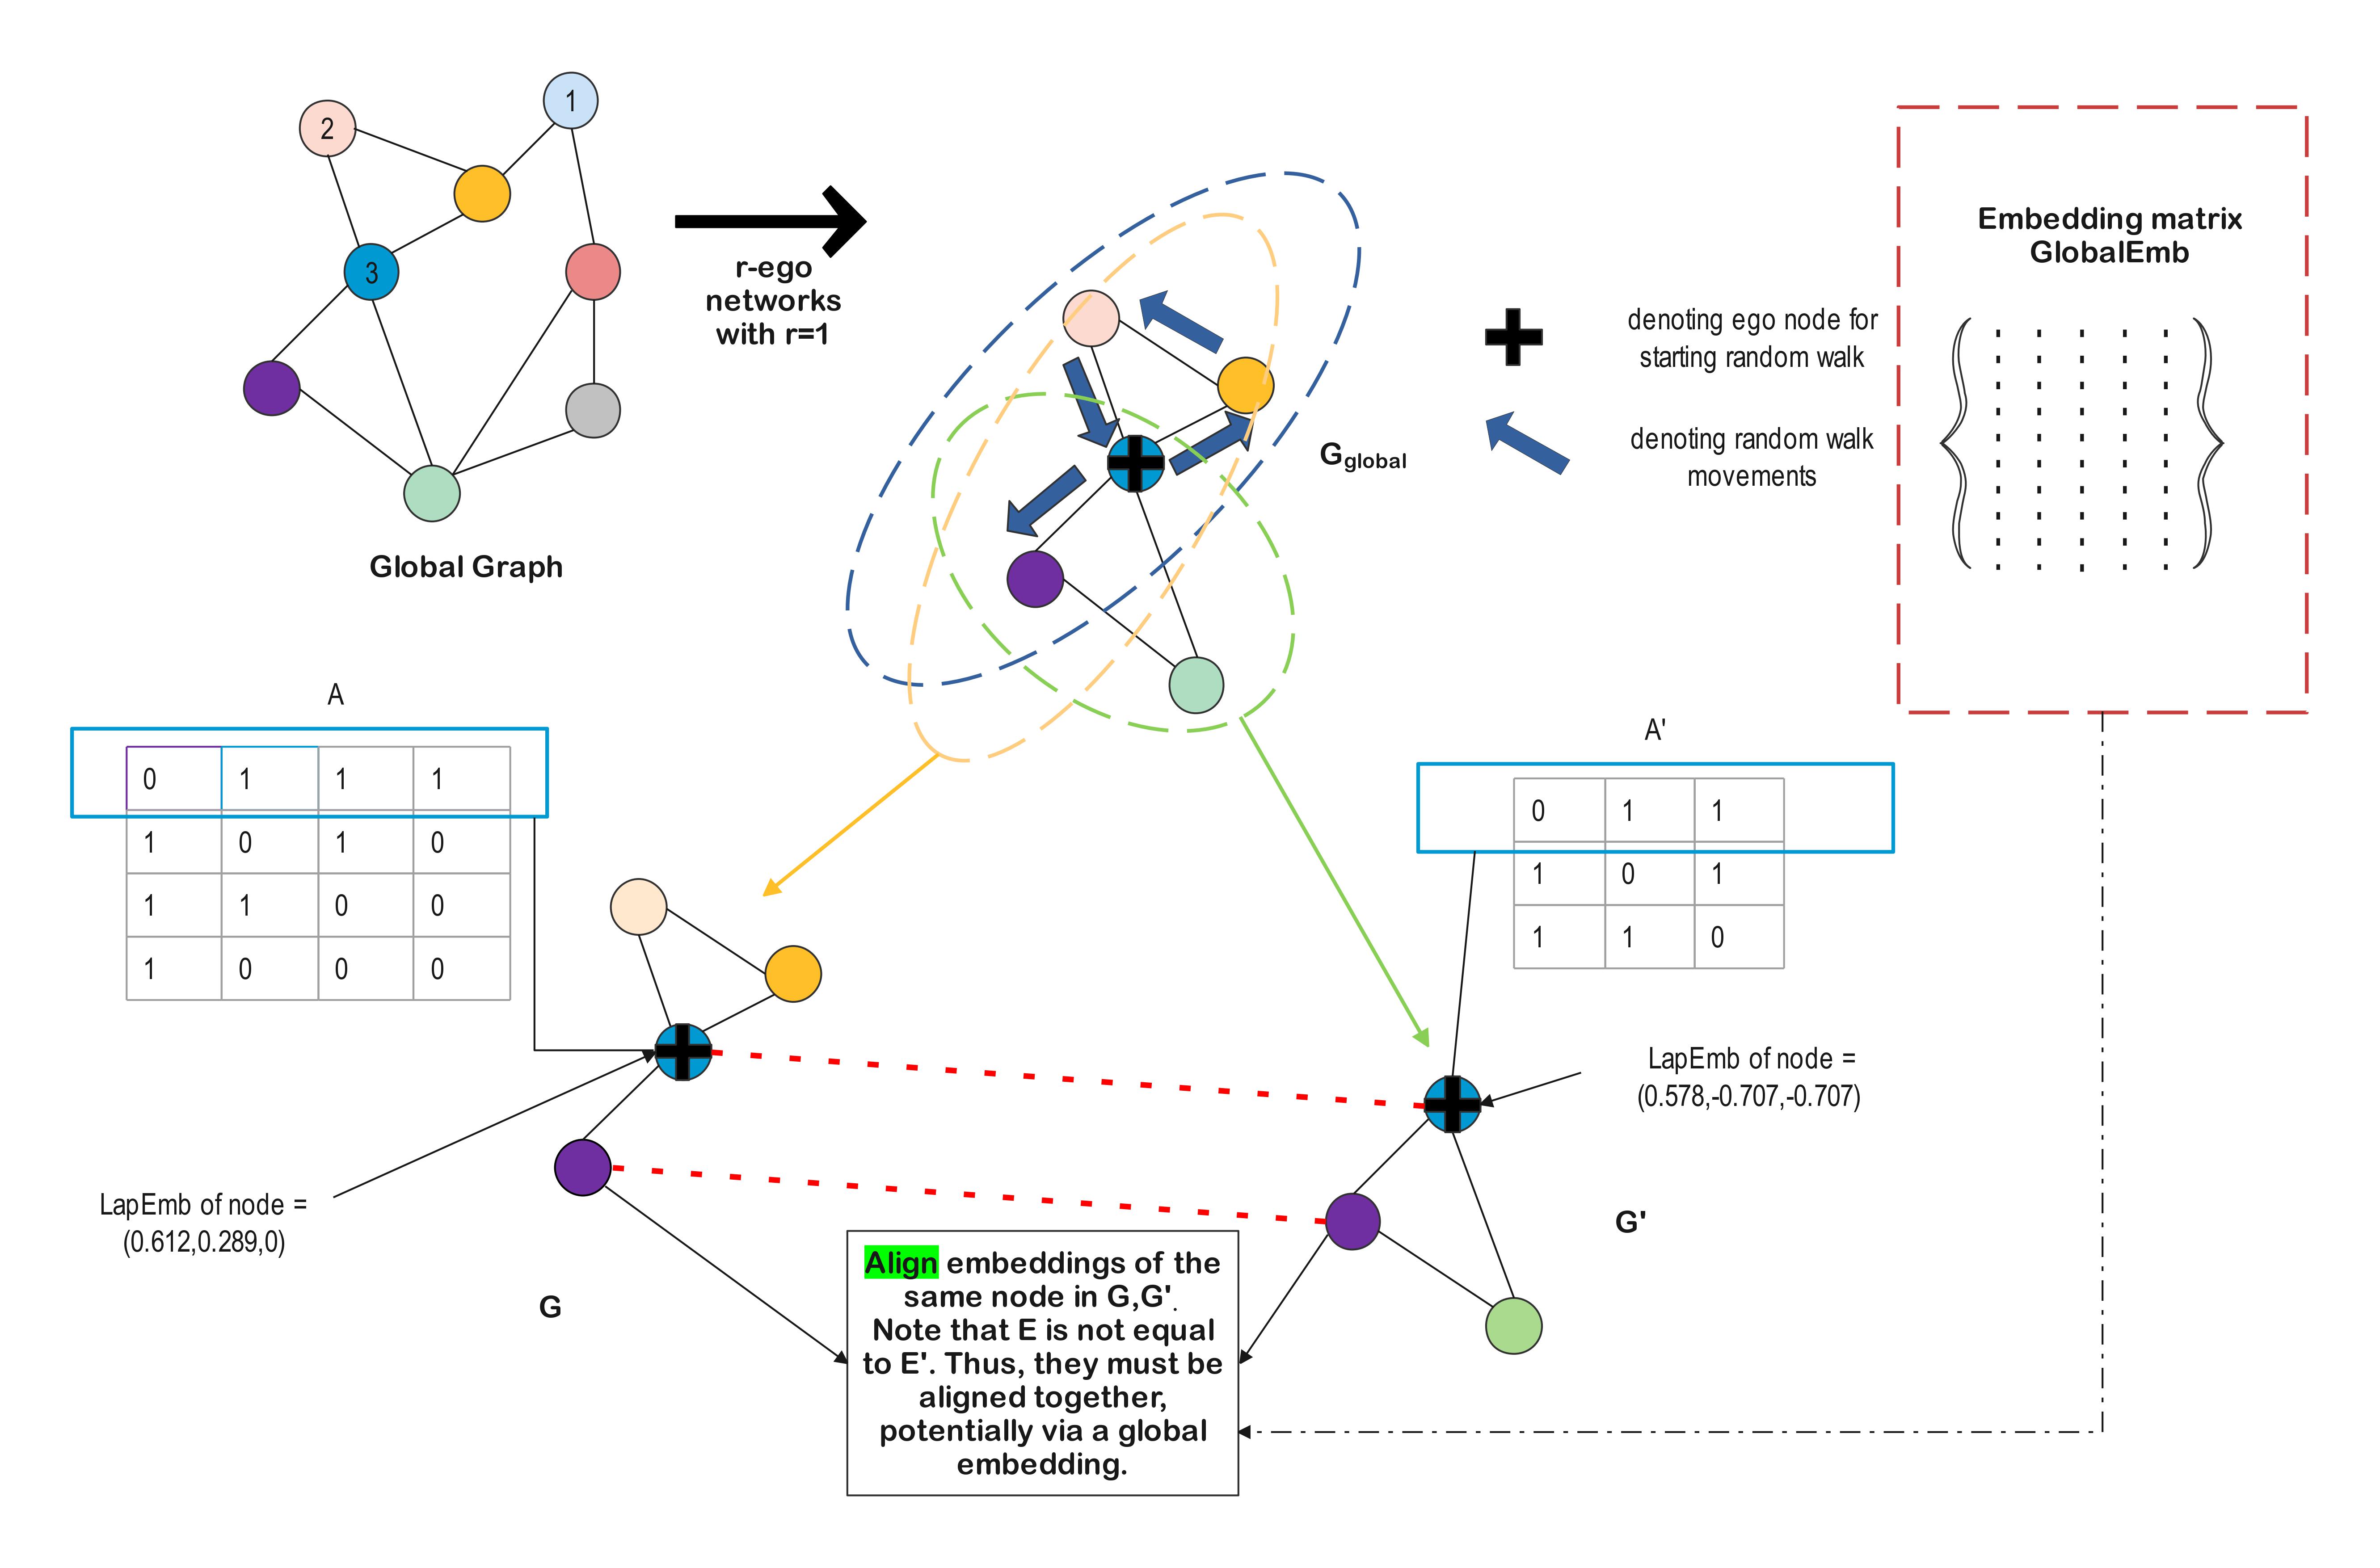 1
2
3
Global Graph
r-ego
networks
with r=1
Gglobal
denoting ego node for
starting random walk
denoting random walk
movements
Embedding matrix
GlobalEmb
A
0 1 1 1
1 0 1 0
1 1 0 0
1 0 0 0
A'
0 1 1
1 0 1
1 1 0
LapEmb of node =
(0.578,-0.707,-0.707)
LapEmb of node =
(0.612,0.289,0)
G
G'
Align embeddings of the
same node in G,G'.
Note that E is not equal
to E'. Thus, they must be
aligned together,
potentially via a global
embedding.